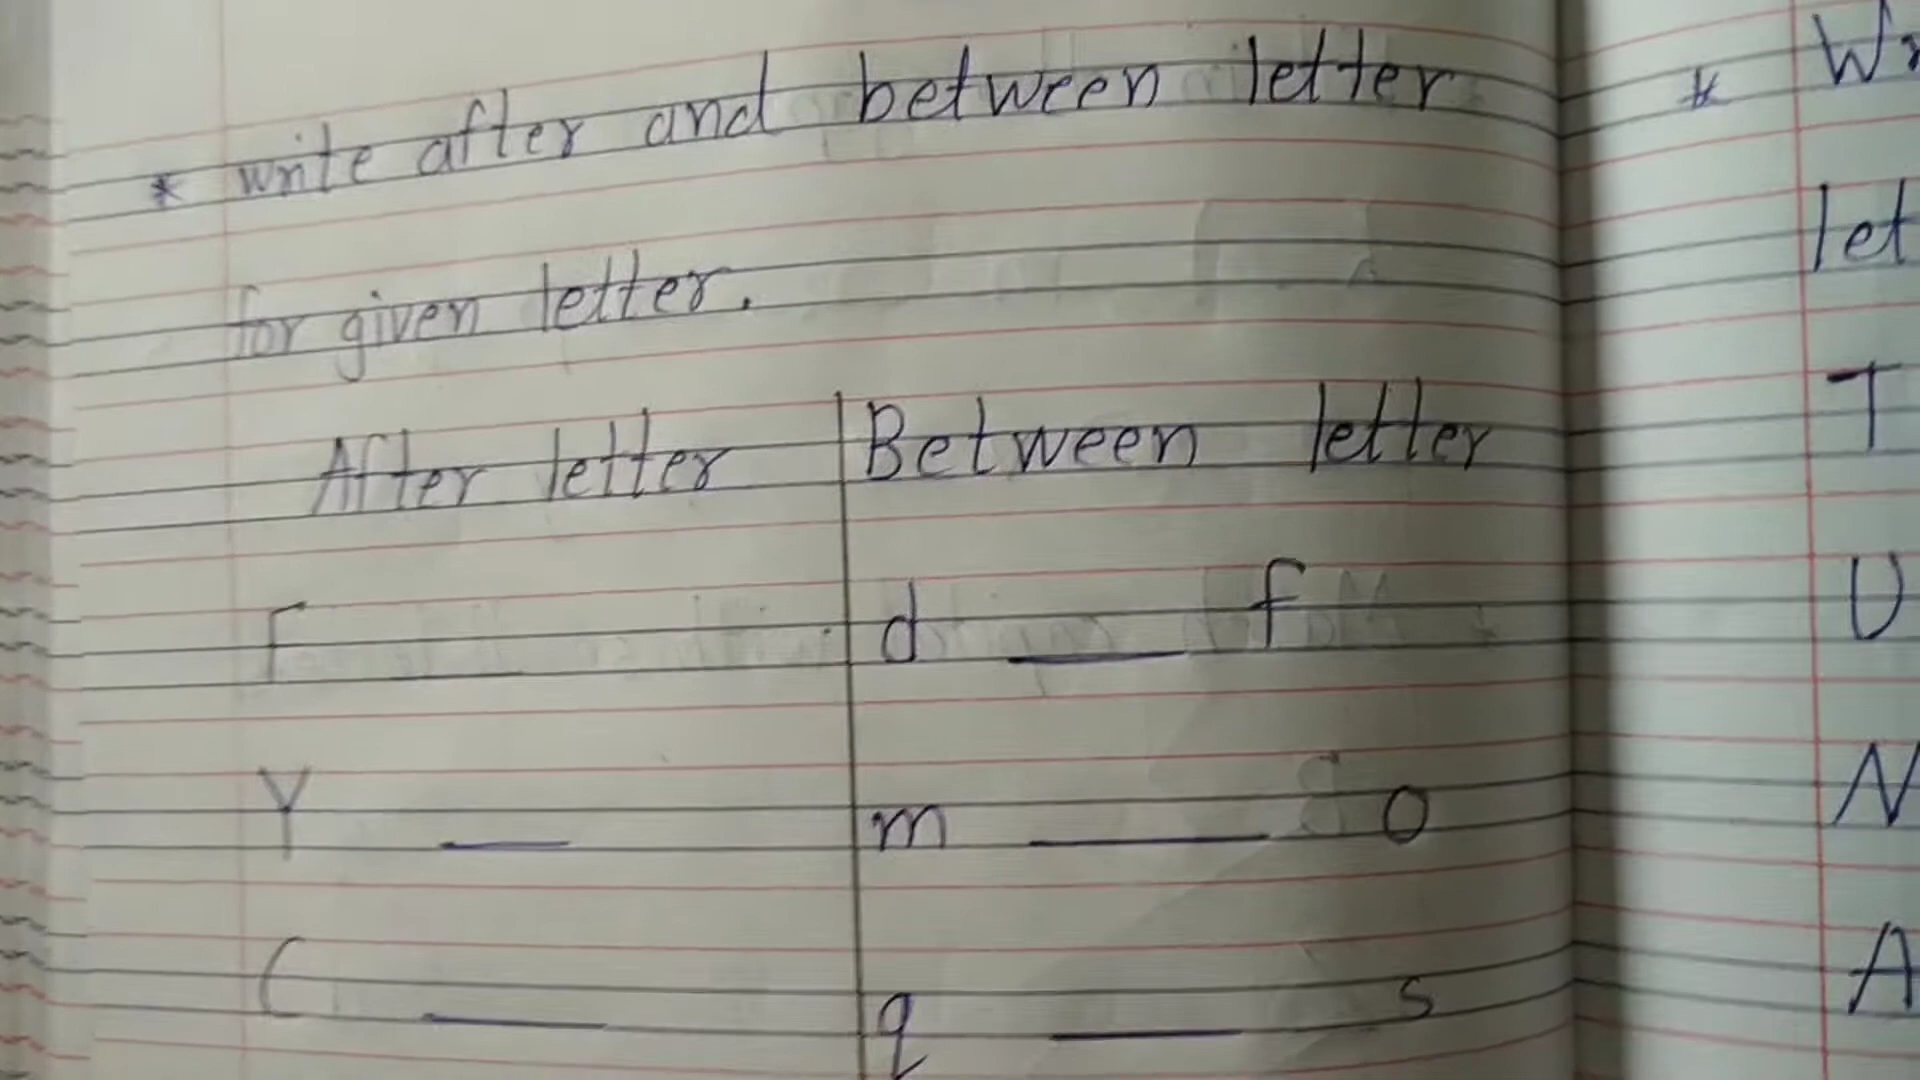 * write after and between letter
for given letter.
After letter | Between letter
F ___ d ___ f
Y ___ m ___ o
C ___ q ___ s
*
let
T
U
N
A